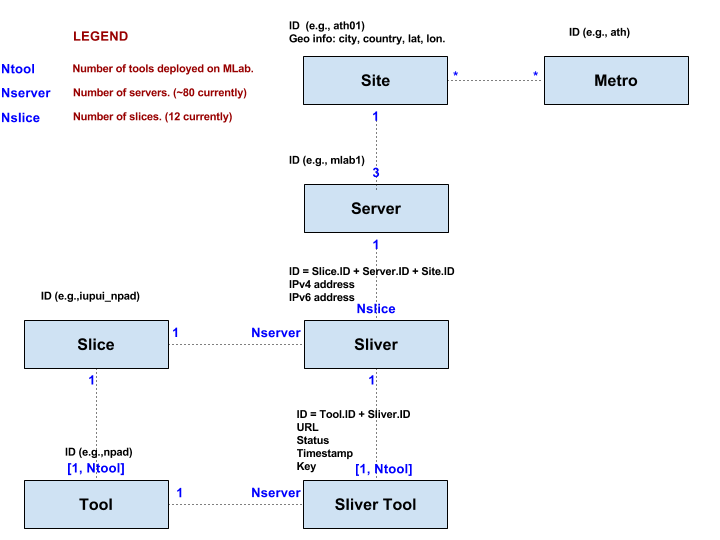 LEGEND
Ntool Number of tools deployed on MLab.
Nserver Number of servers. (~80 currently)
Nslice Number of slices. (12 currently)
ID (e.g., ath01)
Geo info: city, country, lat, lon.
ID (e.g., ath)
Site
*
*
Metro
1
ID (e.g., mlab1)
3
Server
1
ID = Slice.ID + Server.ID + Site.ID
IPv4 address
IPv6 address
Nslice
ID (e.g.,iupui_npad)
Slice
1
Nserver
Sliver
1
1
ID = Tool.ID + Sliver.ID
URL
Status
Timestamp
Key
[1, Ntool]
ID (e.g.,npad)
[1, Ntool]
Tool
1
Nserver
Sliver Tool